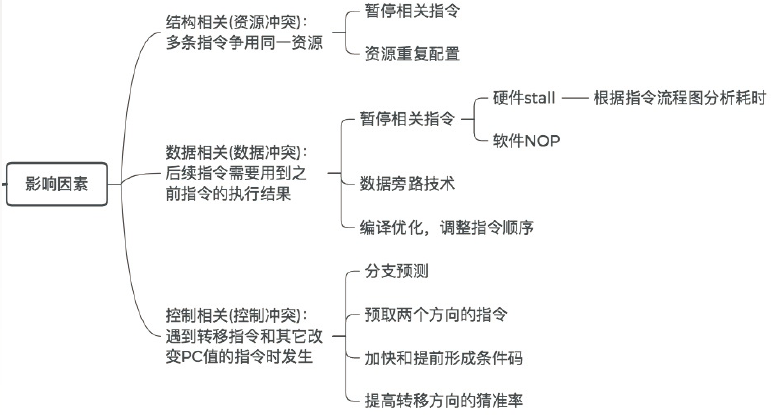 影响因素
结构相关(资源冲突)：
多条指令争用同一资源
暂停相关指令
资源重复配置
数据相关(数据冲突)：
后续指令需要用到之
前指令的执行结果
暂停相关指令
硬件stall
根据指令流程图分析耗时
软件NOP
数据旁路技术
编译优化，调整指令顺序
控制相关(控制冲突)：
遇到转移指令和其它改
变PC值的指令时发生
分支预测
预取两个方向的指令
加快和提前形成条件码
提高转移方向的猜准率